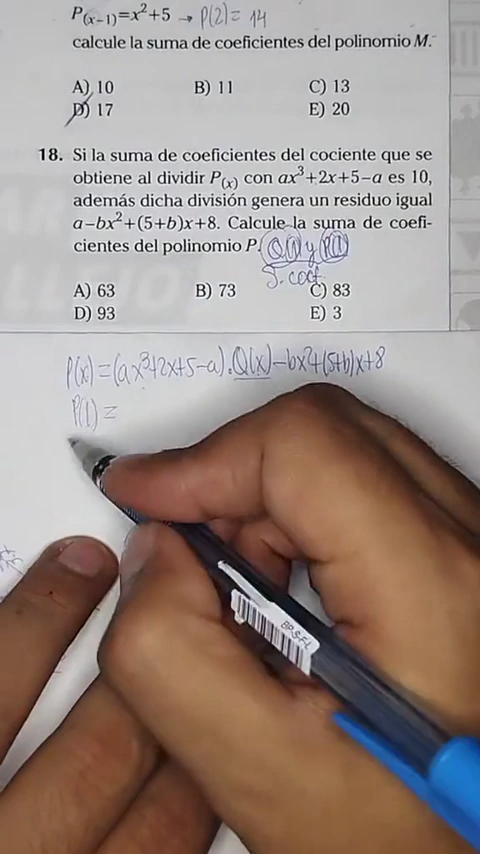 P(x−1)=x²+5 → P(2)= 14
calcule la suma de coeficientes del polinomio M.
A) 10 B) 11 C) 13
D) 17 E) 20
18. Si la suma de coeficientes del cociente que se
obtiene al dividir P(x) con ax³+2x+5−a es 10,
además dicha división genera un residuo igual
a−bx²+(5+b)x+8. Calcule la suma de coefi-
cientes del polinomio P. Q(1) y P(1)
S. coef
A) 63 B) 73 C) 83
D) 93 E) 3
P(x)=(ax³+2x+5−a).Q(x)−bx²+(5+b)x+8
P(1)=
BPS-FL